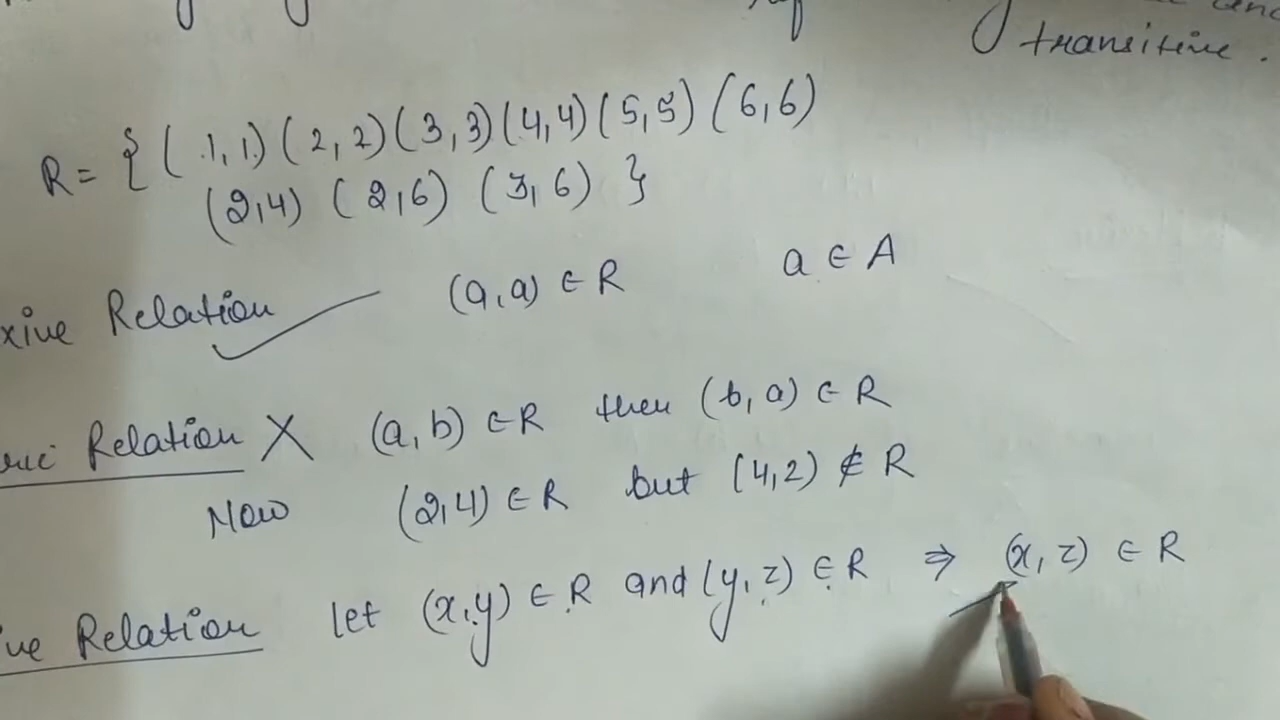 transitive.
R = { (1,1) (2,2) (3,3) (4,4) (5,5) (6,6)
(2,4) (2,6) (3,6) }
xive Relation ✓ (a,a) ∈ R a ∈ A
Relation X (a,b) ∈ R then (b,a) ∈ R
Now (2,4) ∈ R but (4,2) ∉ R
ive Relation let (x,y) ∈ R and (y,z) ∈ R ⇒ (x,z) ∈ R